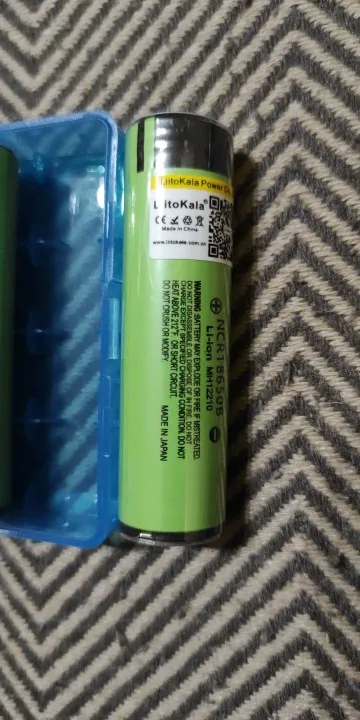 LiitoKala Power
LiitoKala®
CE
Made in China
www.liitokala.com.cn
NCR18650B
Li-ion MH12210
WARNING :BATTERY MAY EXPLODE OR FIRE IF MISTREATED.
DO NOT DISASSEMBLE OR DISPOSE OF IN FIRE. DO NOT
CHARGE EXCEPT SPECIFIED CHARGING CONDITION. DO NOT
HEAT ABOVE 212°F. OR SHORT CIRCUIT.
DO NOT CRUSH OR MODIFY.
MADE IN JAPAN